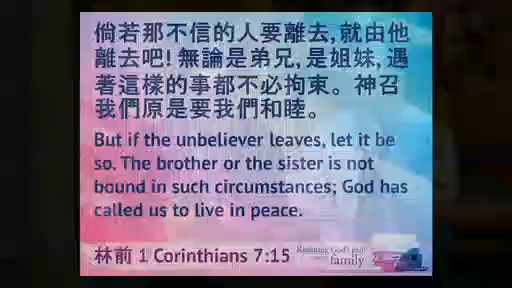 倘若那不信的人要離去,就由他
離去吧!無論是弟兄,是姐妹,遇
著這樣的事都不必拘束。神召
我們原是要我們和睦。
But if the unbeliever leaves, let it be
so. The brother or the sister is not
bound in such circumstances; God has
called us to live in peace.
林前 1 Corinthians 7:15
Restoring God's
family